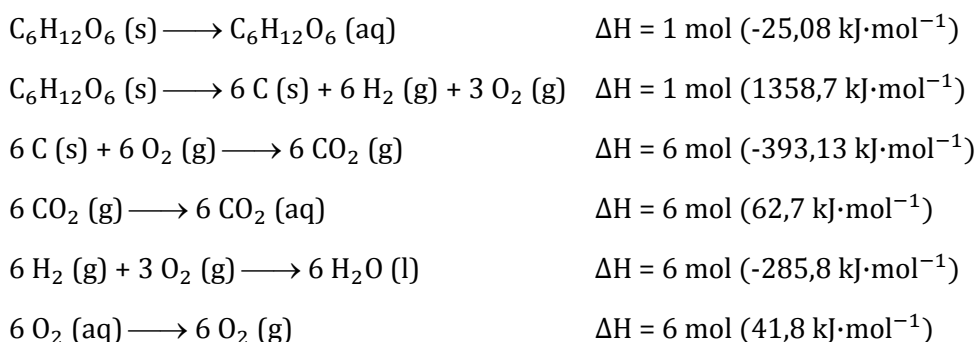 C₆H₁₂O₆ (s) ⟶ C₆H₁₂O₆ (aq) ΔH = 1 mol (-25,08 kJ·mol⁻¹)
C₆H₁₂O₆ (s) ⟶ 6 C (s) + 6 H₂ (g) + 3 O₂ (g) ΔH = 1 mol (1358,7 kJ·mol⁻¹)
6 C (s) + 6 O₂ (g) ⟶ 6 CO₂ (g) ΔH = 6 mol (-393,13 kJ·mol⁻¹)
6 CO₂ (g) ⟶ 6 CO₂ (aq) ΔH = 6 mol (62,7 kJ·mol⁻¹)
6 H₂ (g) + 3 O₂ (g) ⟶ 6 H₂O (l) ΔH = 6 mol (-285,8 kJ·mol⁻¹)
6 O₂ (aq) ⟶ 6 O₂ (g) ΔH = 6 mol (41,8 kJ·mol⁻¹)